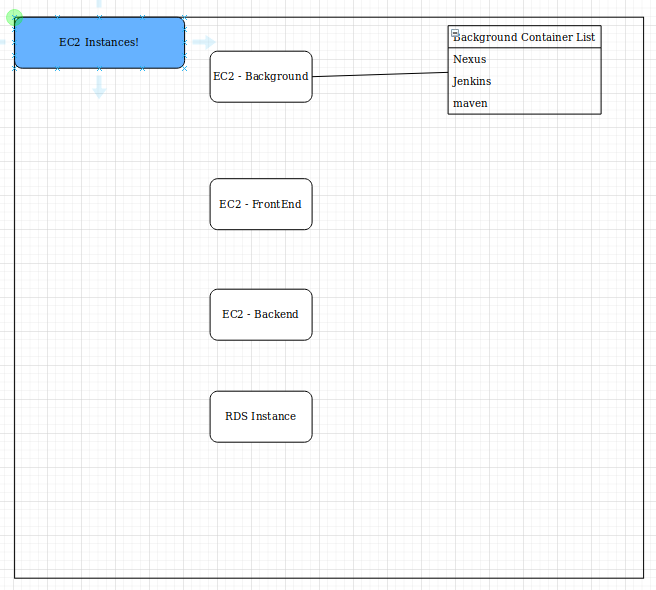 EC2 Instances!
Background Container List
EC2 - Background
Nexus
Jenkins
maven
EC2 - FrontEnd
EC2 - Backend
RDS Instance